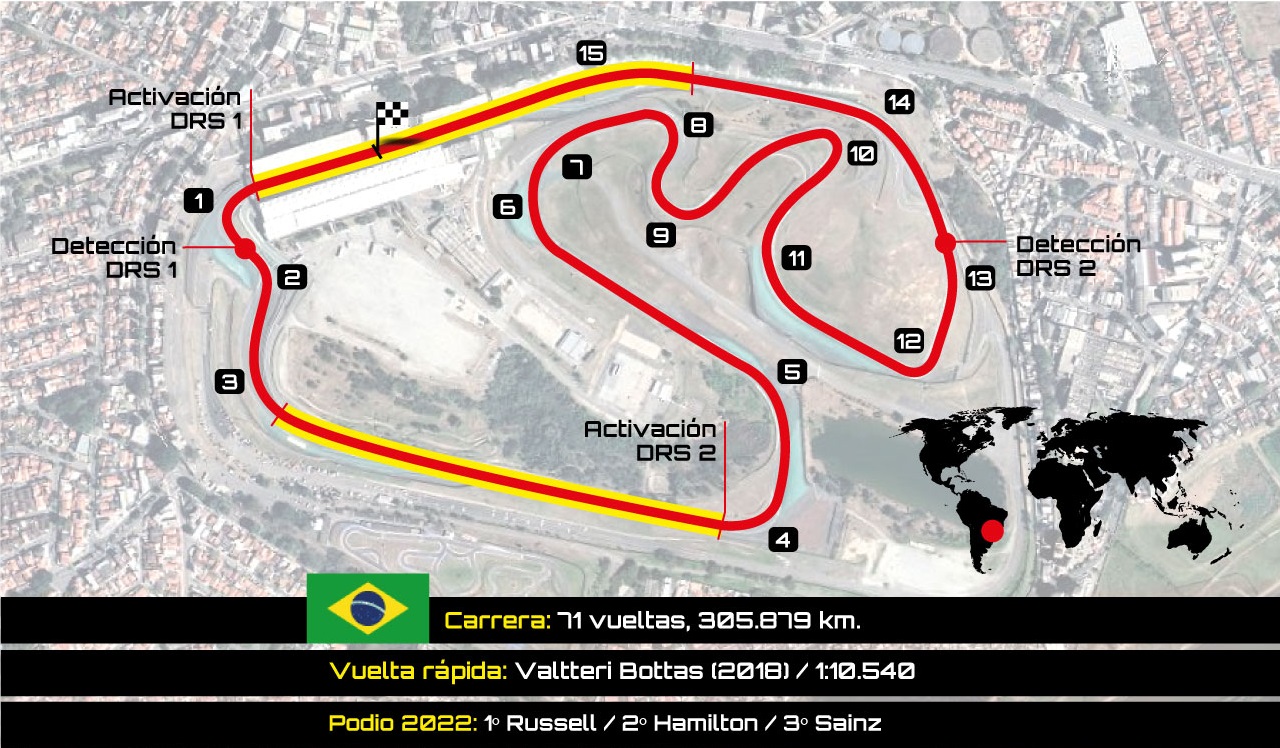 15
14
Activación
DRS 1
8
10
7
1
6
9
Detección
DRS 1
Detección
DRS 2
11
2
13
12
5
3
Activación
DRS 2
4
Carrera: 71 vueltas, 305.879 km.
Vuelta rápida: Valtteri Bottas (2018) / 1:10.540
Podio 2022: 1º Russell / 2º Hamilton / 3º Sainz